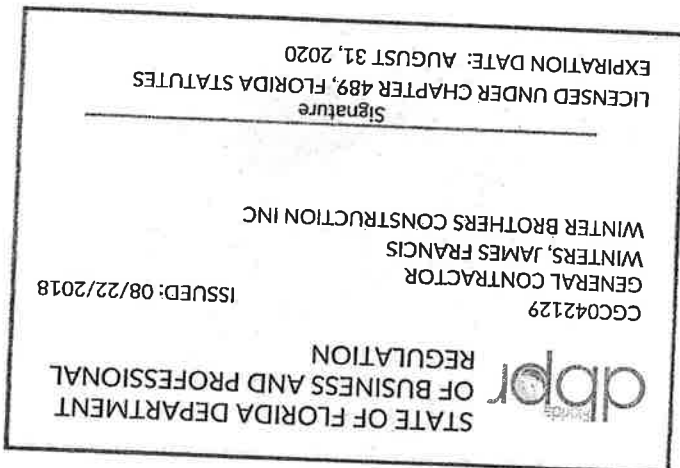 Florida
dbpr
STATE OF FLORIDA DEPARTMENT
OF BUSINESS AND PROFESSIONAL
REGULATION
CGC042129 ISSUED: 08/22/2018
GENERAL CONTRACTOR
WINTERS, JAMES FRANCIS
WINTER BROTHERS CONSTRUCTION INC
Signature
LICENSED UNDER CHAPTER 489, FLORIDA STATUTES
EXPIRATION DATE: AUGUST 31, 2020